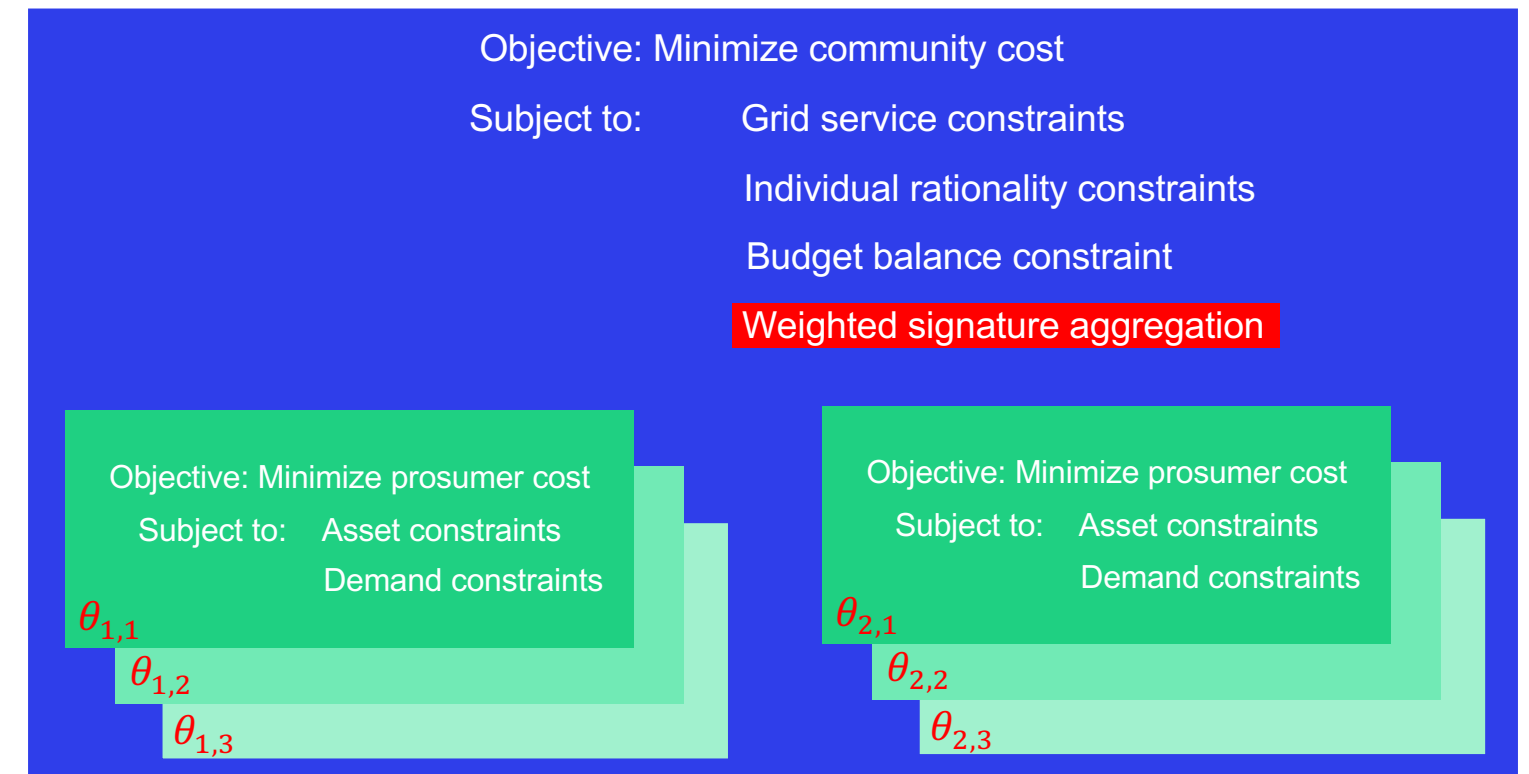 Objective: Minimize community cost
Subject to: Grid service constraints
Individual rationality constraints
Budget balance constraint
Weighted signature aggregation
Objective: Minimize prosumer cost
Subject to: Asset constraints
Demand constraints
θ1,1
θ1,2
θ1,3
Objective: Minimize prosumer cost
Subject to: Asset constraints
Demand constraints
θ2,1
θ2,2
θ2,3